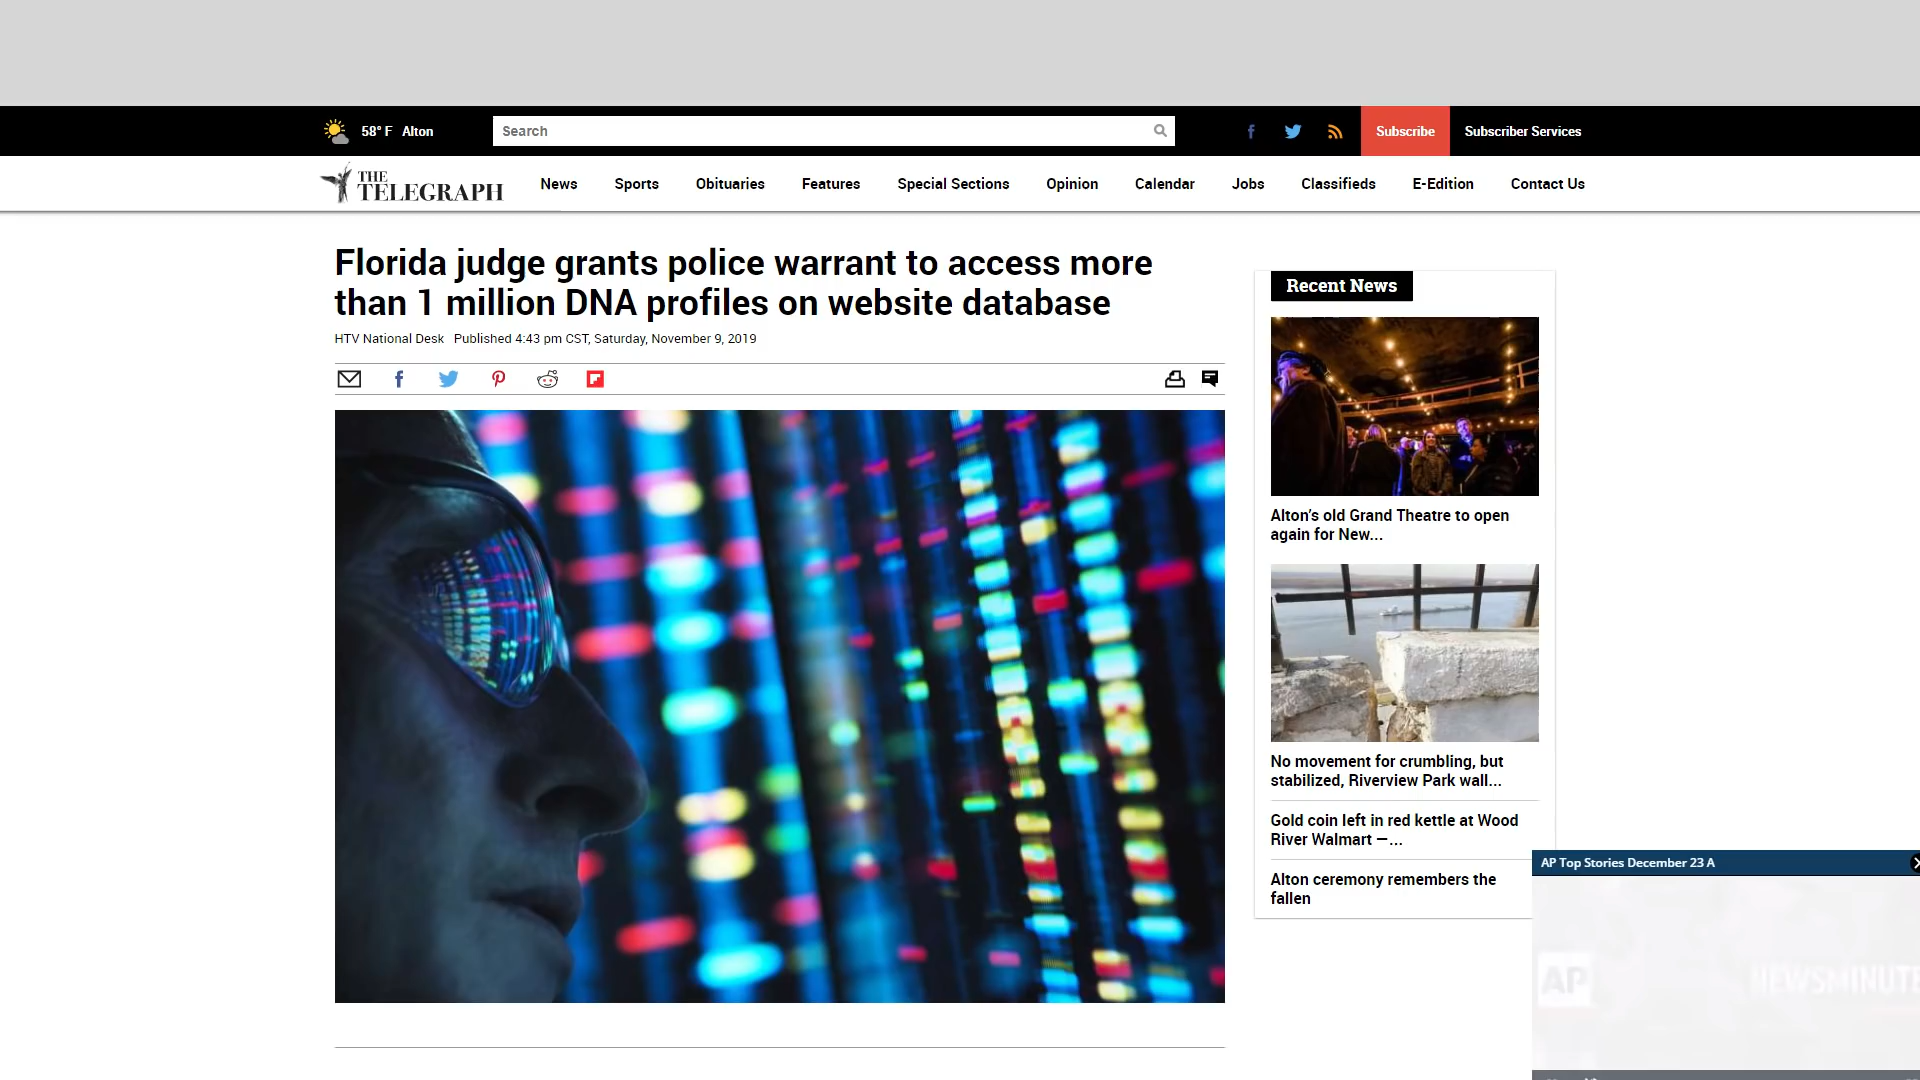 58° F Alton
Search
Subscribe
Subscriber Services
THE
TELEGRAPH
News
Sports
Obituaries
Features
Special Sections
Opinion
Calendar
Jobs
Classifieds
E-Edition
Contact Us
Florida judge grants police warrant to access more
than 1 million DNA profiles on website database
HTV National Desk Published 4:43 pm CST, Saturday, November 9, 2019
Recent News
Alton’s old Grand Theatre to open
again for New...
No movement for crumbling, but
stabilized, Riverview Park wall...
Gold coin left in red kettle at Wood
River Walmart —...
Alton ceremony remembers the
fallen
AP Top Stories December 23 A
AP
NEWSMINUTE